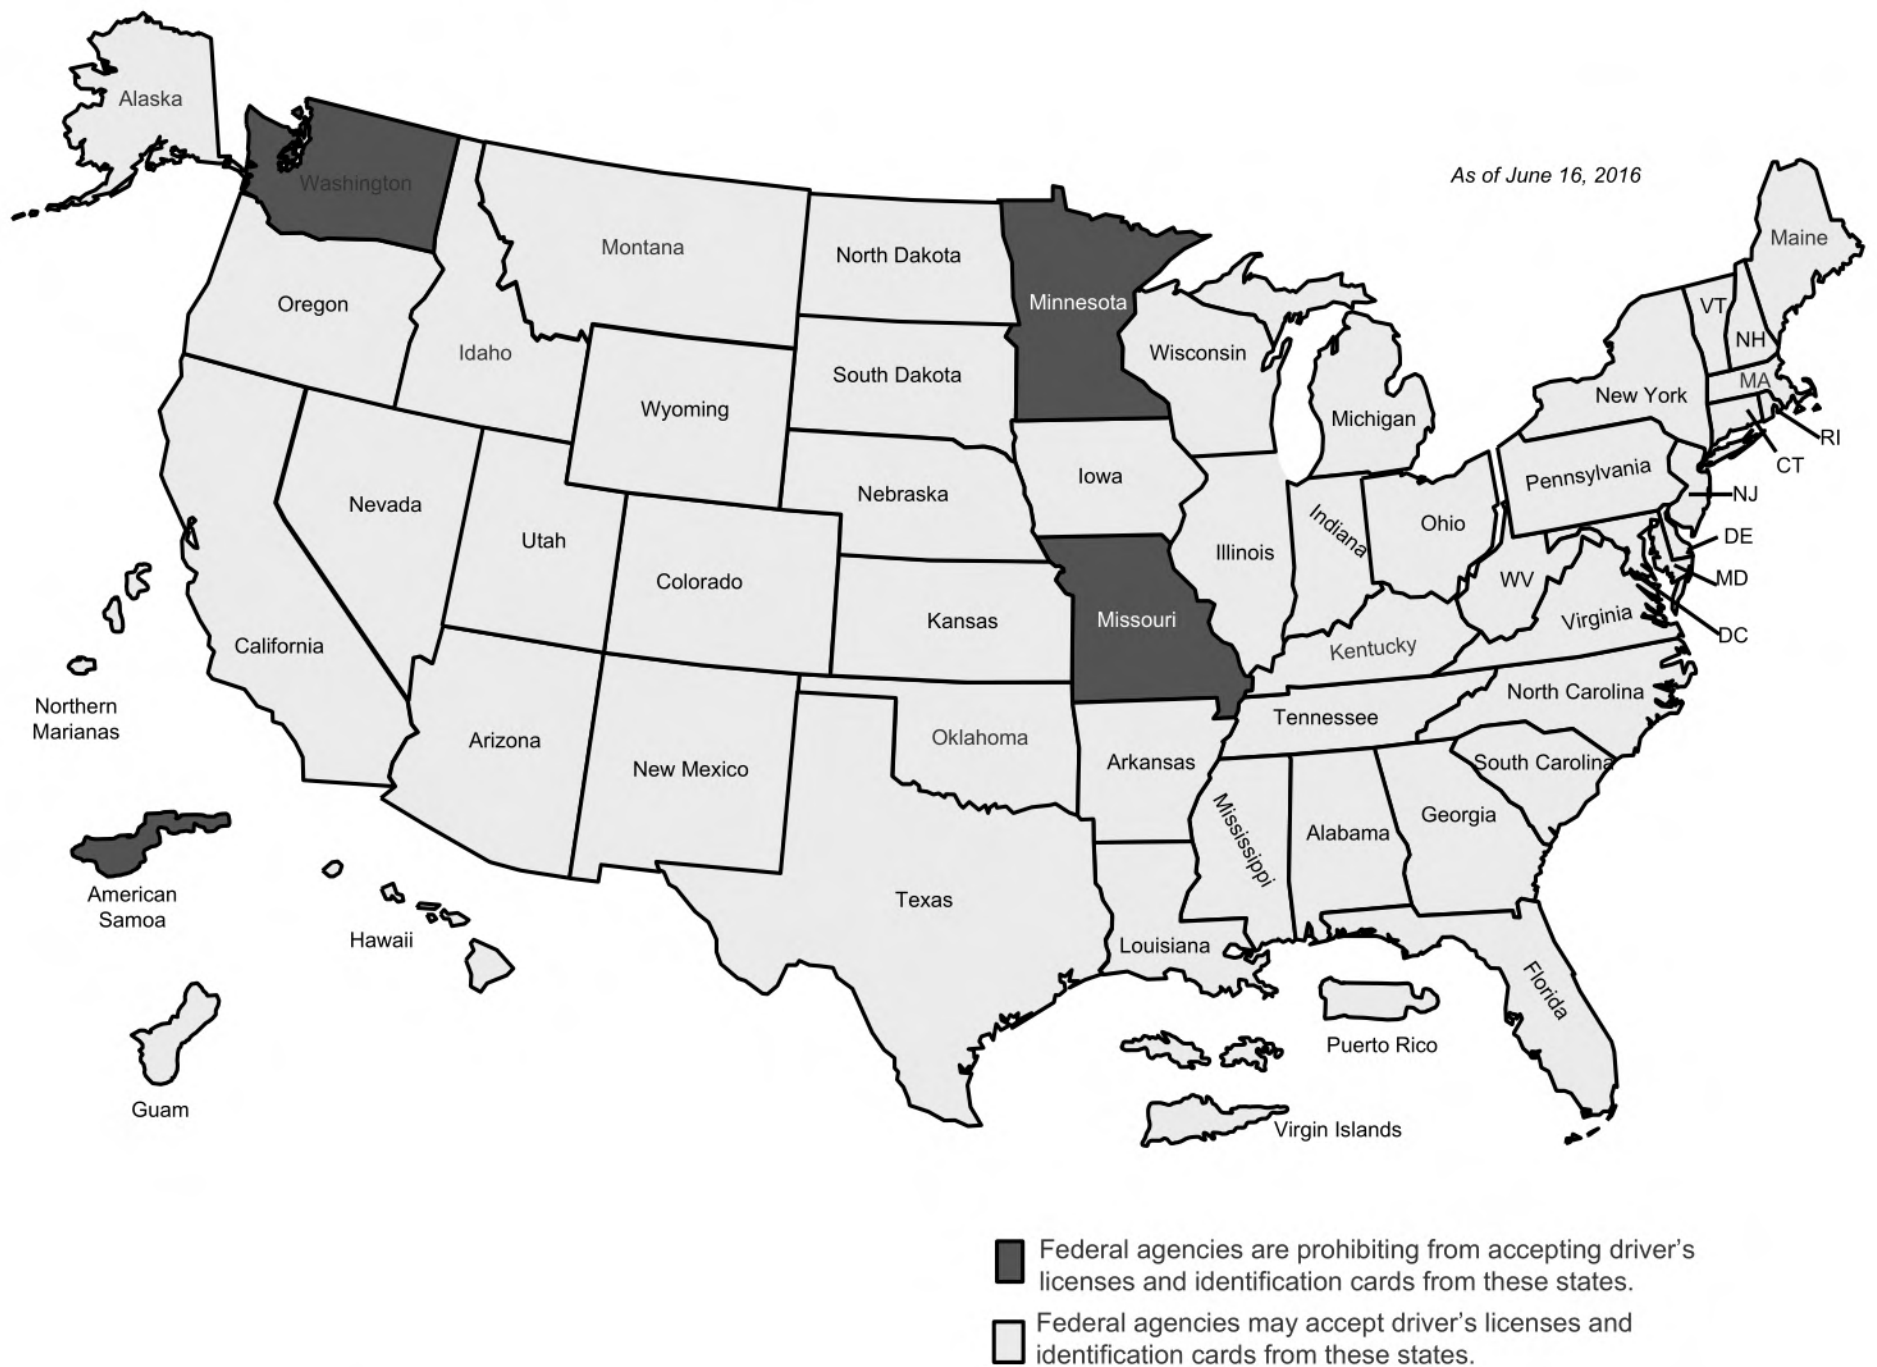 Alaska
Washington
As of June 16, 2016
Maine
Montana
North Dakota
Minnesota
Oregon
VT
NH
Idaho
Wisconsin
South Dakota
MA
New York
Wyoming
Michigan
RI
CT
Pennsylvania
Iowa
Nebraska
NJ
Nevada
Indiana
Ohio
DE
Utah
Illinois
WV
MD
Colorado
Kansas
Missouri
Virginia
DC
California
Kentucky
Northern
Marianas
North Carolina
Tennessee
Arizona
Oklahoma
New Mexico
Arkansas
South Carolina
Georgia
Mississippi
Alabama
American
Samoa
Texas
Hawaii
Louisiana
Florida
Puerto Rico
Guam
Virgin Islands
Federal agencies are prohibiting from accepting driver’s
licenses and identification cards from these states.
Federal agencies may accept driver’s licenses and
identification cards from these states.